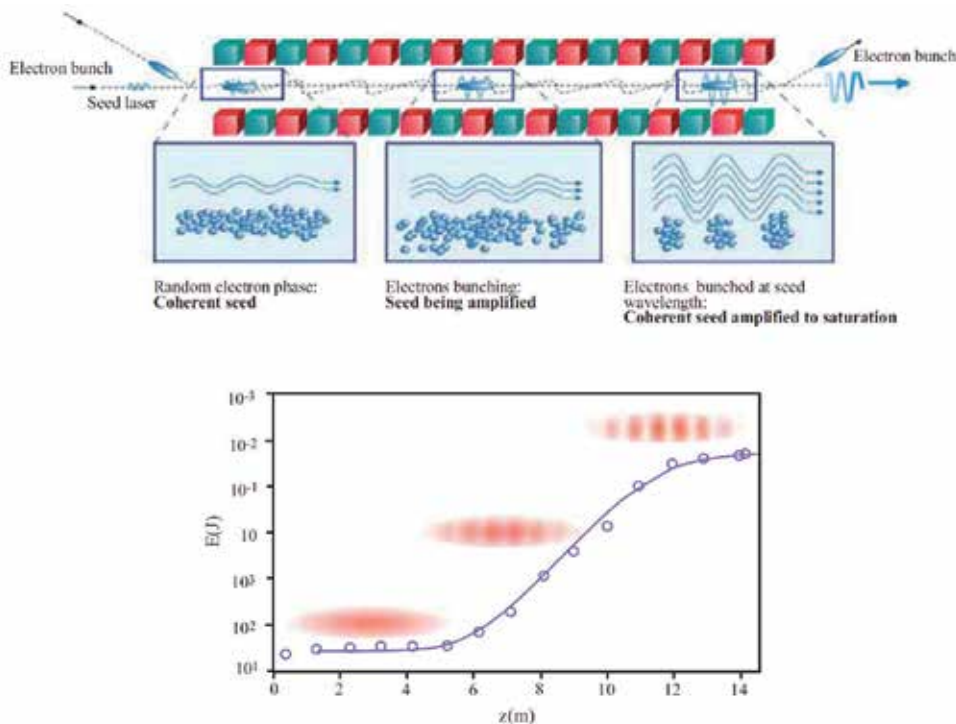 Electron bunch
Seed laser
Electron bunch
Random electron phase:
Coherent seed
Electrons bunching:
Seed being amplified
Electrons bunched at seed
wavelength:
Coherent seed amplified to saturation
E(J)
10-3
10-2
10-1
10
103
102
101
0
2
4
6
8
10
12
14
z(m)